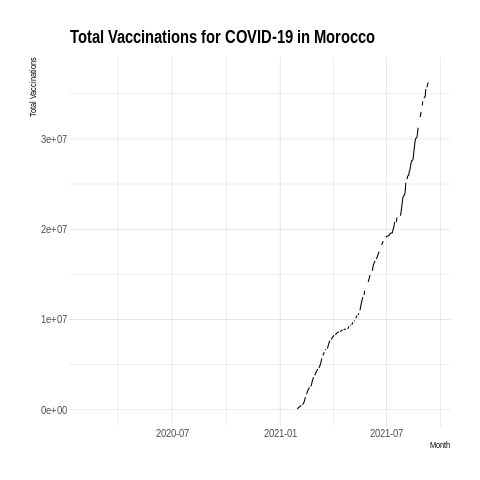 Total Vaccinations for COVID-19 in Morocco
Total Vaccinations
3e+07
2e+07
1e+07
0e+00
2020-07
2021-01
2021-07
Month